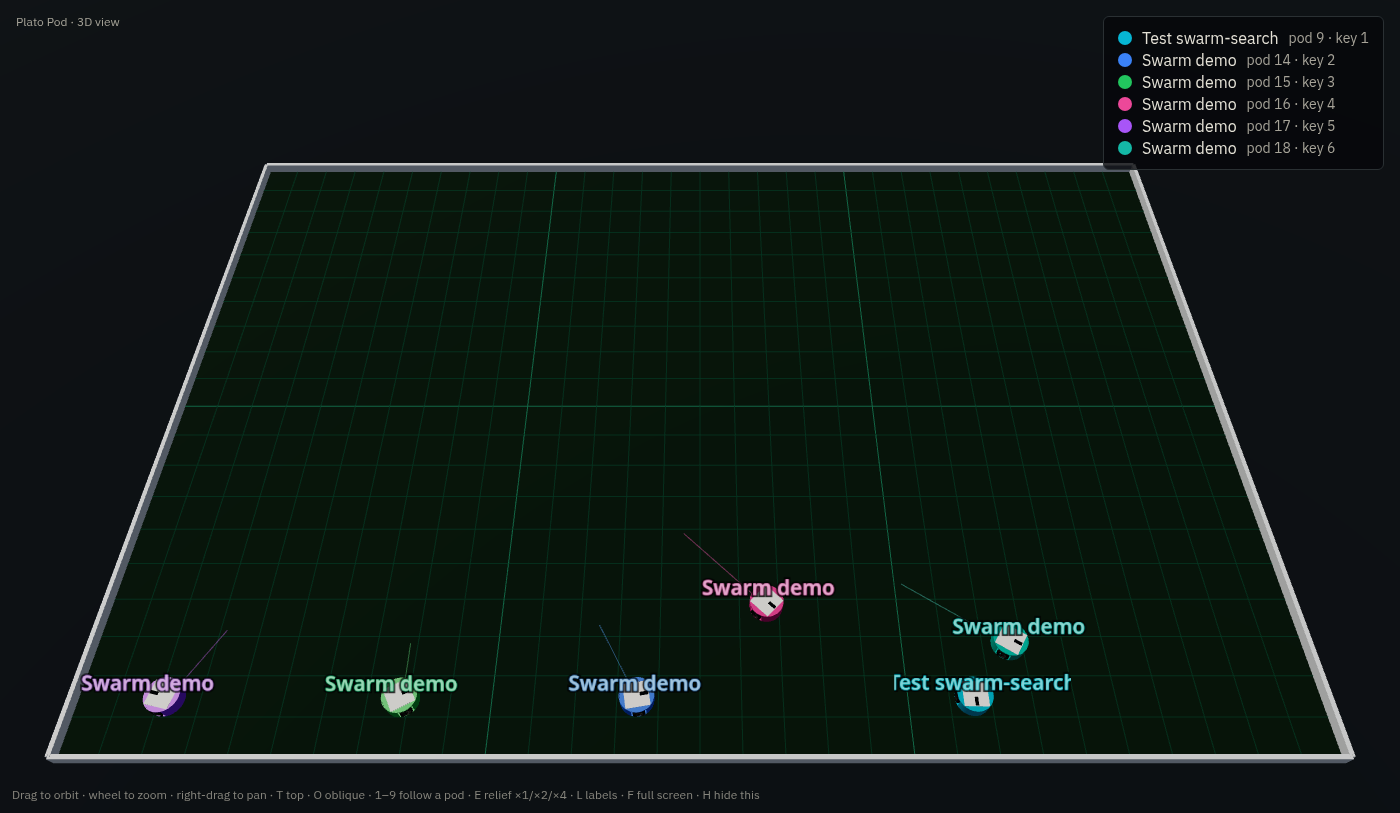 Plato Pod · 3D view
Test swarm-search pod 9 · key 1
Swarm demo pod 14 · key 2
Swarm demo pod 15 · key 3
Swarm demo pod 16 · key 4
Swarm demo pod 17 · key 5
Swarm demo pod 18 · key 6
Swarm demo
Swarm demo
Swarm demo
Swarm demo
Swarm demo
Test swarm-search
Drag to orbit · wheel to zoom · right-drag to pan · T top · O oblique · 1–9 follow a pod · E relief ×1/×2/×4 · L labels · F full screen · H hide this